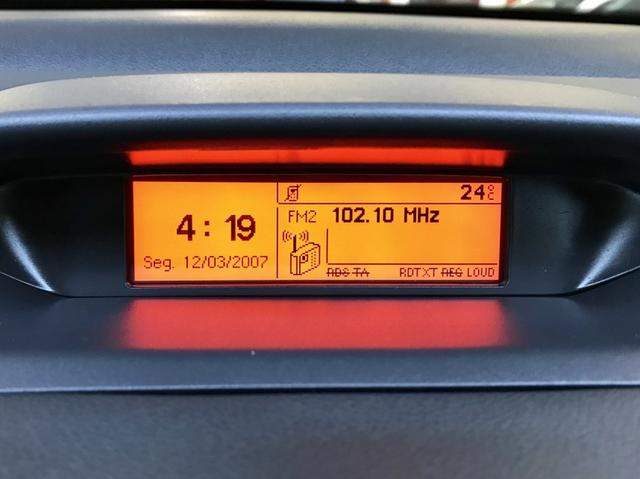 24°C
4:19
FM2 102.10 MHz
Seg. 12/03/2007
RDS TA RDTXT REG LOUD